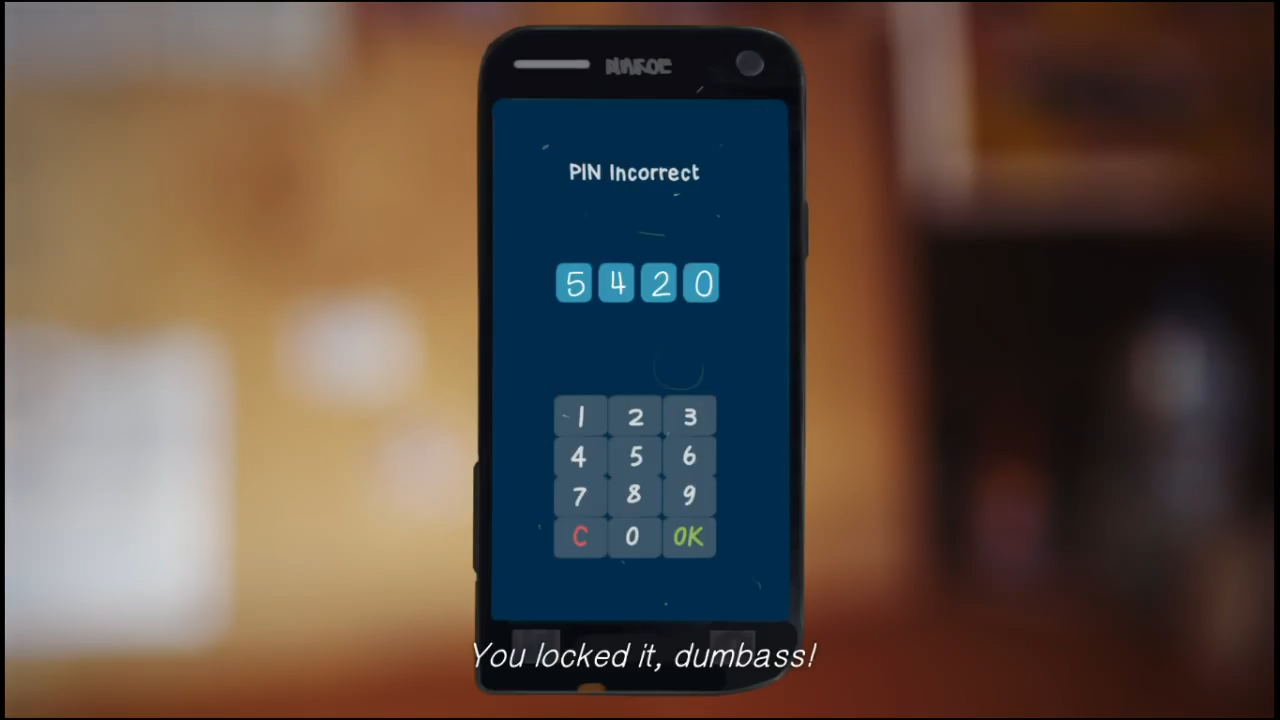 PIN Incorrect
5 4 2 0
1 2 3
4 5 6
7 8 9
C 0 OK
You locked it, dumbass!